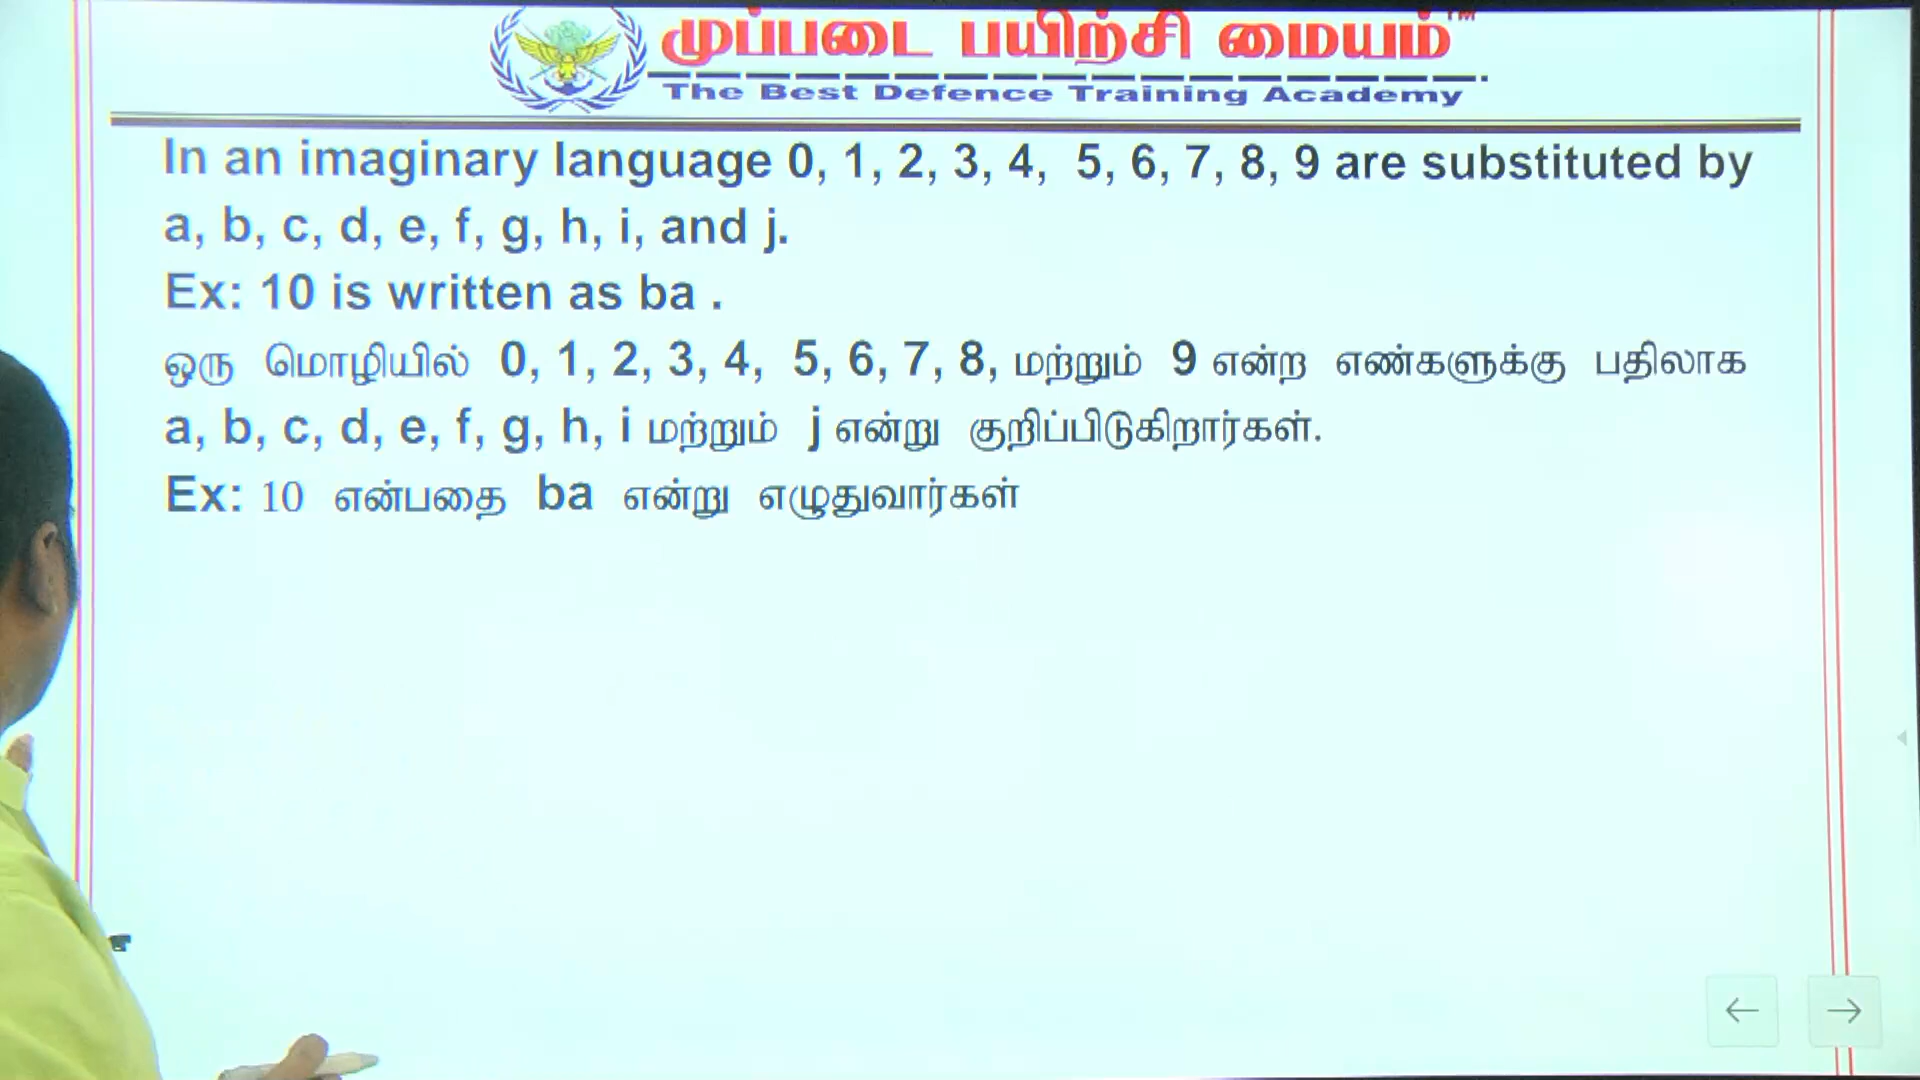 முப்படை பயிற்சி மையம்™
The Best Defence Training Academy
In an imaginary language 0, 1, 2, 3, 4, 5, 6, 7, 8, 9 are substituted by
a, b, c, d, e, f, g, h, i, and j.
Ex: 10 is written as ba .
ஒரு மொழியில் 0, 1, 2, 3, 4, 5, 6, 7, 8, மற்றும் 9 என்ற எண்களுக்கு பதிலாக
a, b, c, d, e, f, g, h, i மற்றும் j என்று குறிப்பிடுகிறார்கள்.
Ex: 10 என்பதை ba என்று எழுதுவார்கள்